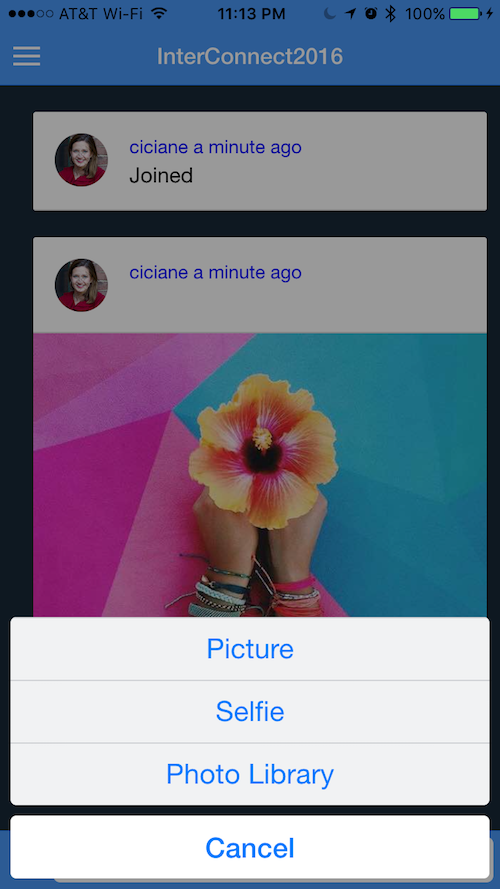 AT&T Wi-Fi 11:13 PM 100%
InterConnect2016
ciciane a minute ago
Joined
ciciane a minute ago
Picture
Selfie
Photo Library
Cancel